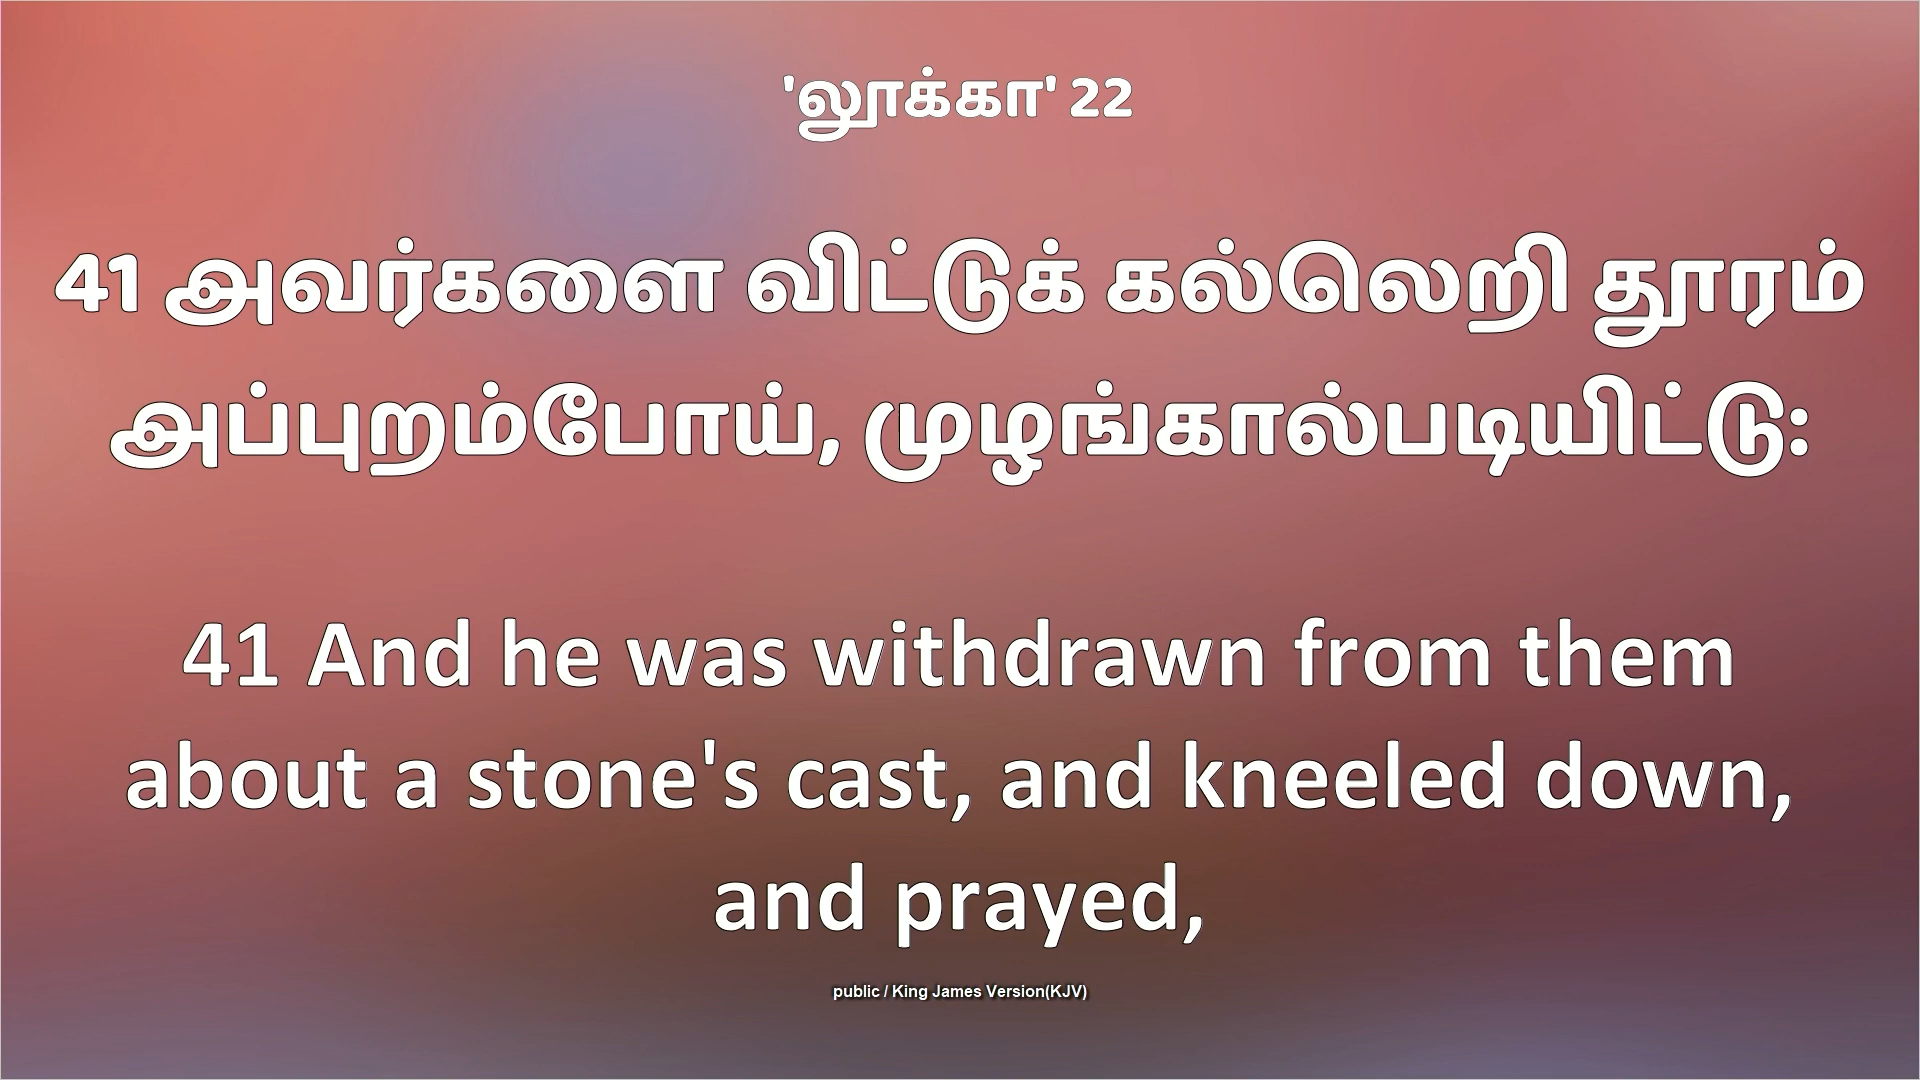 'லூக்கா' 22
41 அவர்களை விட்டுக் கல்லெறி தூரம்
அப்புறம்போய், முழங்கால்படியிட்டு:
41 And he was withdrawn from them
about a stone's cast, and kneeled down,
and prayed,
public / King James Version(KJV)